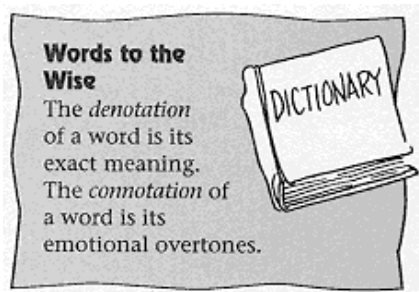 Words to the
Wise
The denotation
of a word is its
exact meaning.
The connotation of
a word is its
emotional overtones.
DICTIONARY